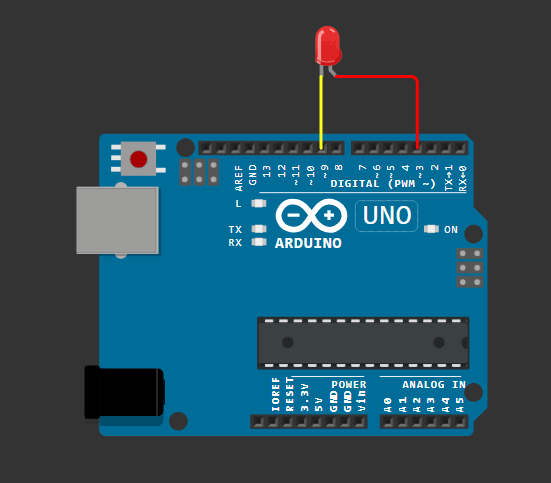 AREF
GND
13
12
~11
~10
~9
8
7
~6
~5
4
~3
2
TX→1
RX←0
DIGITAL (PWM ~)
L
TX
RX
UNO
ARDUINO
ON
IOREF
RESET
3.3V
5V
GND
GND
Vin
POWER
ANALOG IN
A0
A1
A2
A3
A4
A5